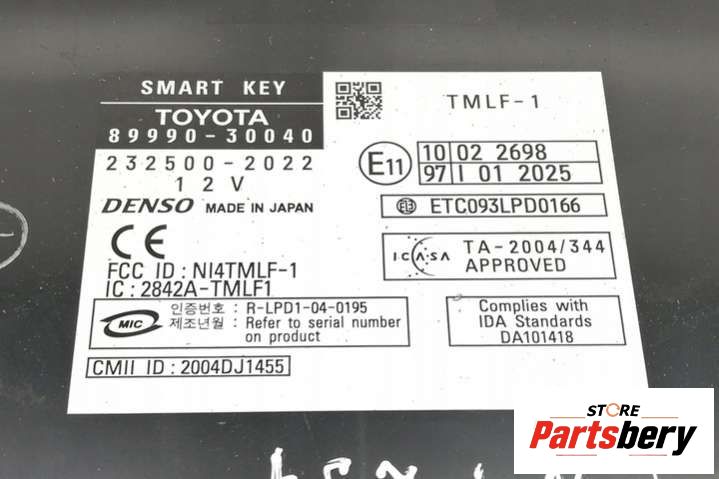 SMART KEY
TOYOTA
89990-30040
232500-2022
12V
DENSO MADE IN JAPAN
CE
FCC ID : NI4TMLF-1
IC : 2842A-TMLF1
MIC
인증번호 : R-LPD1-04-0195
제조년월 : Refer to serial number
on product
CMII ID : 2004DJ1455
TMLF-1
E11
10 02 2698
97 I 01 2025
ETC093LPD0166
ICASA
TA-2004/344
APPROVED
Complies with
IDA Standards
DA101418
STORE
Partsbery